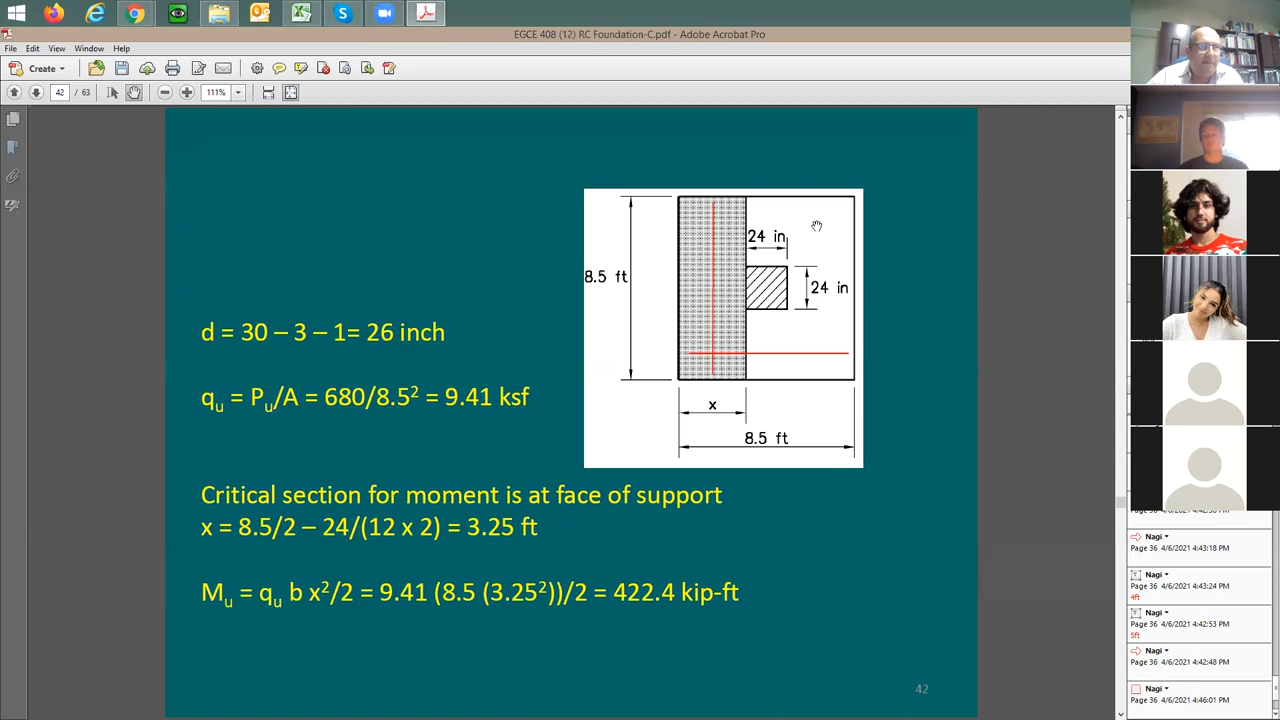 EGCE 408 (12) RC Foundation-C.pdf - Adobe Acrobat Pro
File Edit View Window Help
Create
42 / 63 111%
24 in
8.5 ft
24 in
x
8.5 ft
d = 30 – 3 – 1= 26 inch
qu = Pu/A = 680/8.5² = 9.41 ksf
Critical section for moment is at face of support
x = 8.5/2 – 24/(12 x 2) = 3.25 ft
Mu = qu b x²/2 = 9.41 (8.5 (3.25²))/2 = 422.4 kip-ft
42
Nagi
Page 36 4/6/2021 4:43:18 PM
Nagi
Page 36 4/6/2021 4:43:24 PM
4ft
Nagi
Page 36 4/6/2021 4:42:53 PM
5ft
Nagi
Page 36 4/6/2021 4:42:48 PM
Nagi
Page 36 4/6/2021 4:46:01 PM